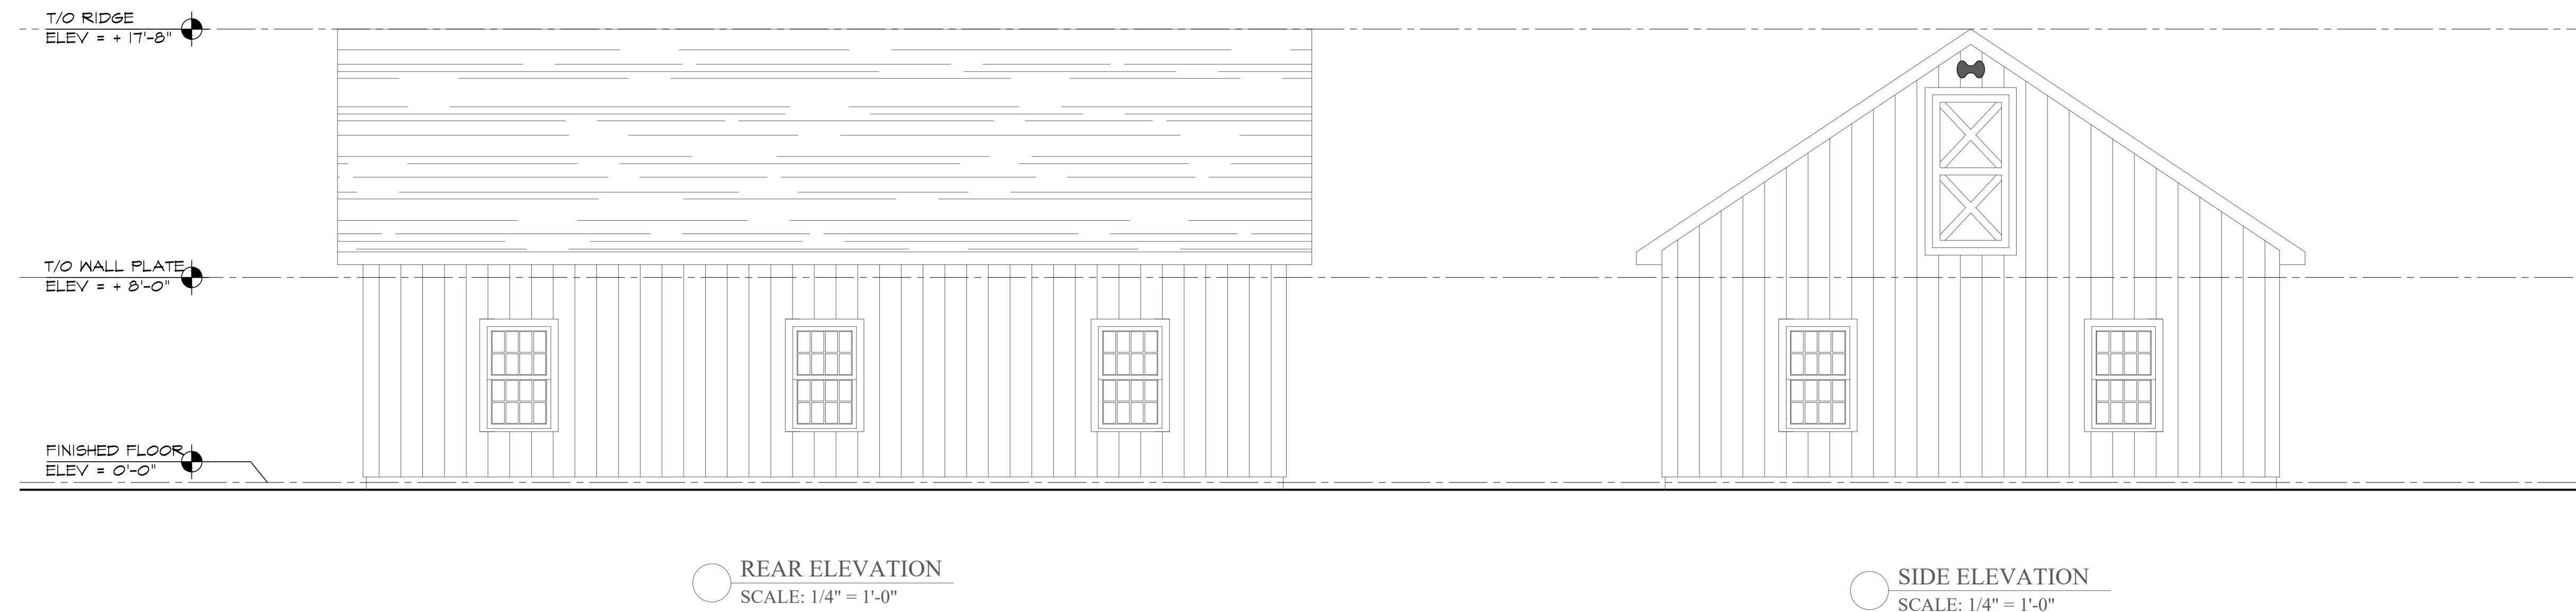 T/O RIDGE
ELEV = + 17'-8"
T/O WALL PLATE
ELEV = + 8'-0"
FINISHED FLOOR
ELEV = 0'-0"
REAR ELEVATION
SCALE: 1/4" = 1'-0"
SIDE ELEVATION
SCALE: 1/4" = 1'-0"